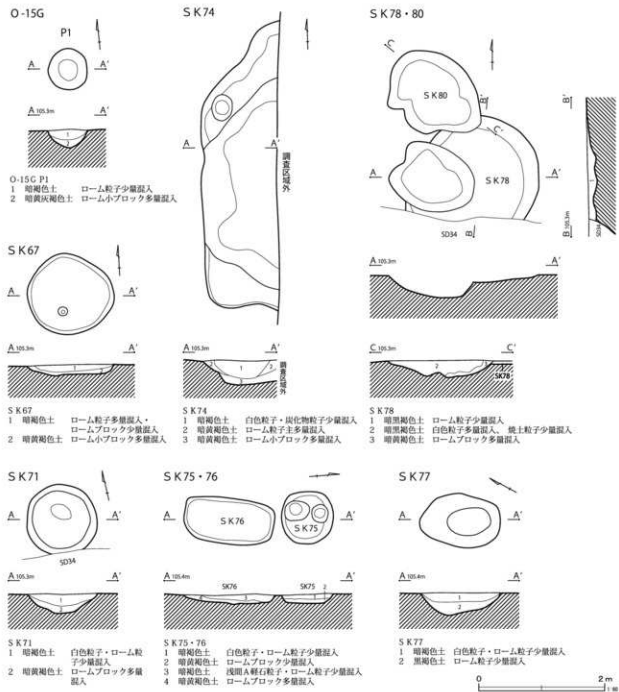 O-15G
P1
A A'
A 105.3m A'
1
2
O-15G P1
1 暗褐色土 ローム粒子少量混入
2 暗黄灰褐色土 ローム小ブロック多量混入
SK67
A A'
A 105.3m A'
1
SK67
1 暗褐色土 ローム粒子多量混入・
ロームブロック少量混入
2 暗黄褐色土 ローム小ブロック多量混入
SK74
A A'
調査区域外
A 105.3m A'
1
2
3
調査区域外
SK74
1 暗褐色土 白色粒子・炭化物粒子少量混入
2 暗黄褐色土 ローム粒子主多量混入
3 暗黄褐色土 ローム小ブロック多量混入
SK78・80
C
SK80
B'
C'
A A'
SK78
SD34
B
B'
B 105.3m
SD34
A 105.3m A'
C 105.3m C'
2
SK78
SK78
1 暗黒褐色土 ローム粒子少量混入
2 暗黒褐色土 白色粒子多量混入、焼土粒子少量混入
3 暗黄褐色土 ロームブロック多量混入
SK71
A A'
SD34
A 105.3m A'
1
2
SK71
1 暗褐色土 白色粒子・ローム粒
子少量混入
2 暗黄褐色土 ロームブロック多量
混入
SK75・76
A A'
SK76
SK75
A 105.4m A'
SK76 SK75
SK75・76
1 暗褐色土 白色粒子・ローム粒子少量混入
2 暗黄褐色土 ロームブロック少量混入
3 暗褐色土 浅間A軽石粒子・ローム粒子少量混入
4 暗黄褐色土 ロームブロック多量混入
SK77
A A'
A 105.4m A'
1
2
SK77
1 暗褐色土 白色粒子・ローム粒子少量混入
2 黒褐色土 ローム粒子少量混入
0 2 m